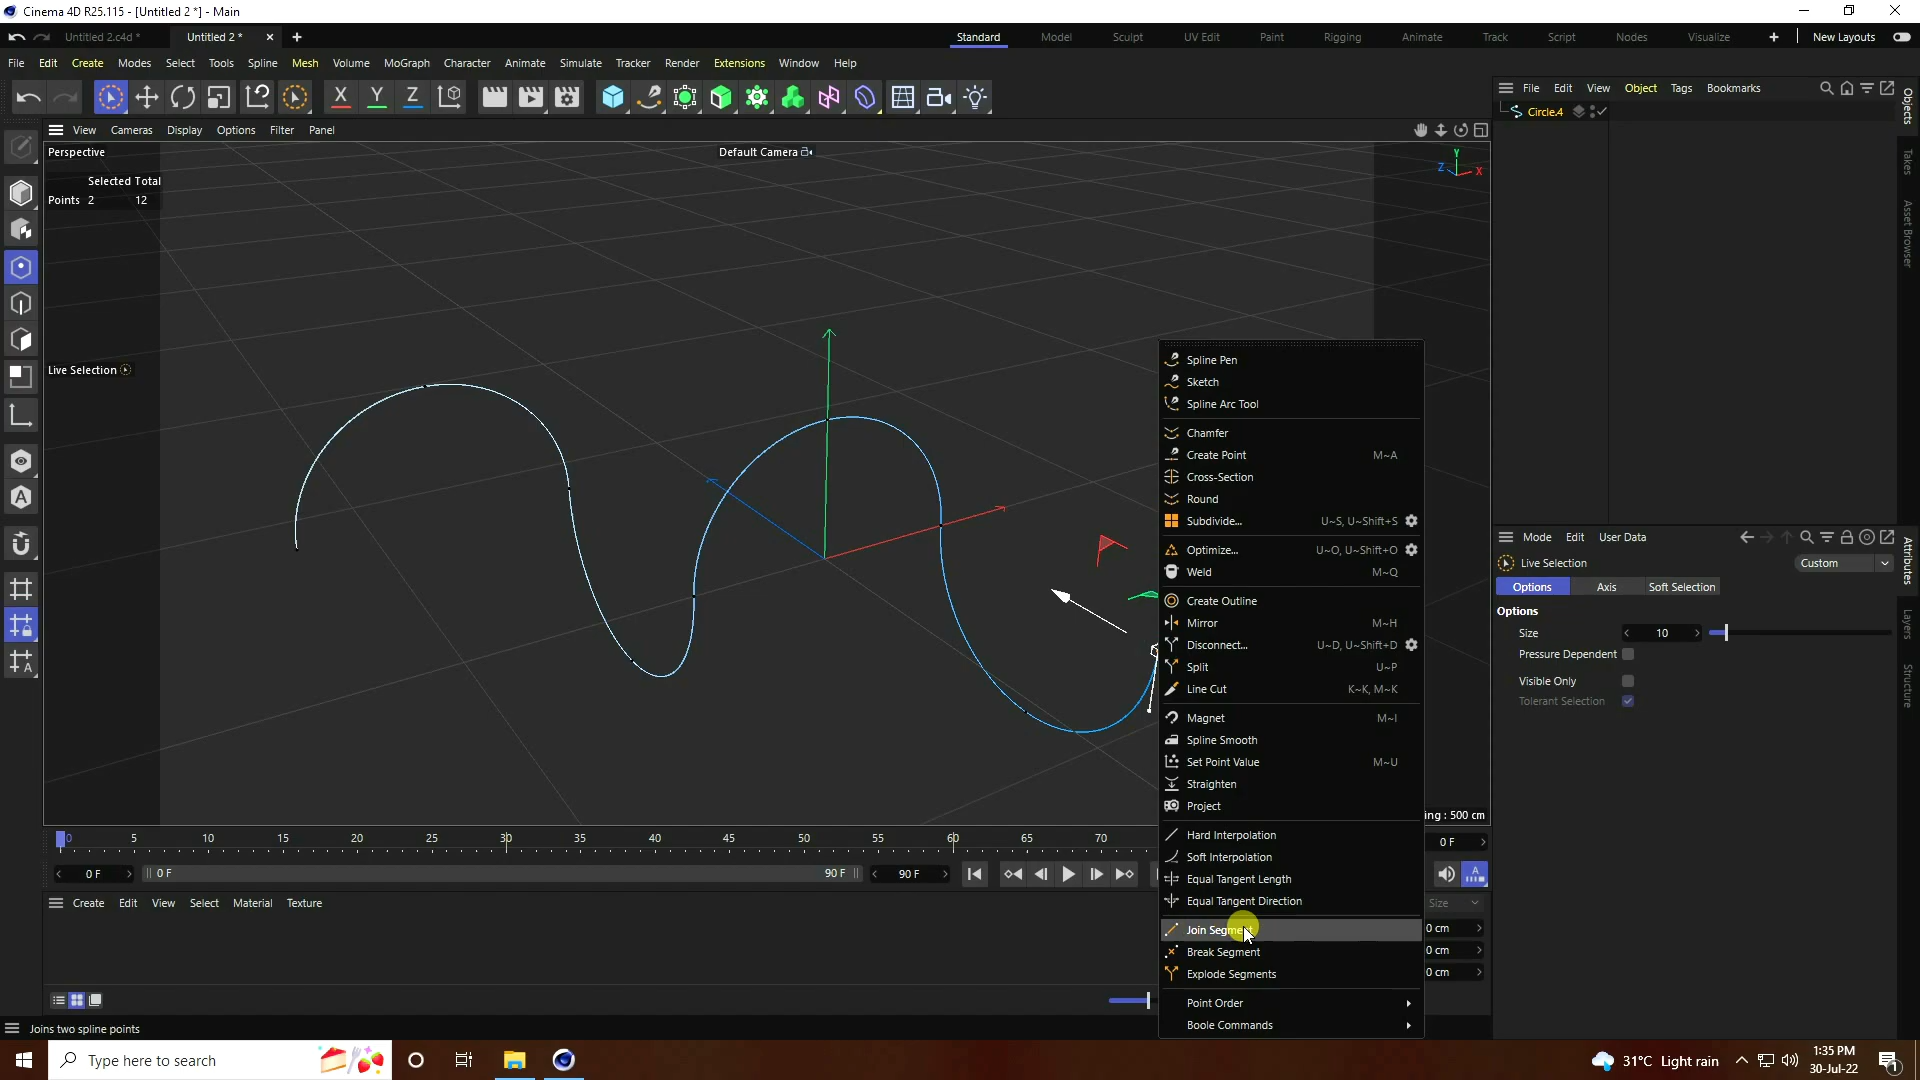 Cinema 4D R25.115 - [Untitled 2 *] - Main
Untitled 2.c4d *
Untitled 2 *
Standard Model Sculpt UV Edit Paint Rigging Animate Track Script Nodes Visualize New Layouts
File Edit Create Modes Select Tools Spline Mesh Volume MoGraph Character Animate Simulate Tracker Render Extensions Window Help
X Y Z
File Edit View Object Tags Bookmarks
Circle.4
Objects
Takes
Asset Browser
View Cameras Display Options Filter Panel
Perspective
Default Camera
Y
Z X
Selected Total
Points 2 12
Live Selection
Spline Pen
Sketch
Spline Arc Tool
Chamfer
Create Point M~A
Cross-Section
Round
Subdivide... U~S, U~Shift+S
Optimize... U~O, U~Shift+O
Weld M~Q
Create Outline
Mirror M~H
Disconnect... U~D, U~Shift+D
Split U~P
Line Cut K~K, M~K
Magnet M~I
Spline Smooth
Set Point Value M~U
Straighten
Project
Hard Interpolation
Soft Interpolation
Equal Tangent Length
Equal Tangent Direction
Join Segment
Break Segment
Explode Segments
Point Order
Boole Commands
Mode Edit User Data
Live Selection
Custom
Options Axis Soft Selection
Options
Size 10
Pressure Dependent
Visible Only
Tolerant Selection
Attributes
Layers
Structure
ing : 500 cm
0 5 10 15 20 25 30 35 40 45 50 55 60 65 70
0 F
0 F 0 F 90 F 90 F
Create Edit View Select Material Texture
Size
0 cm
0 cm
0 cm
Joins two spline points
Type here to search
31°C Light rain
1:35 PM
30-Jul-22
1